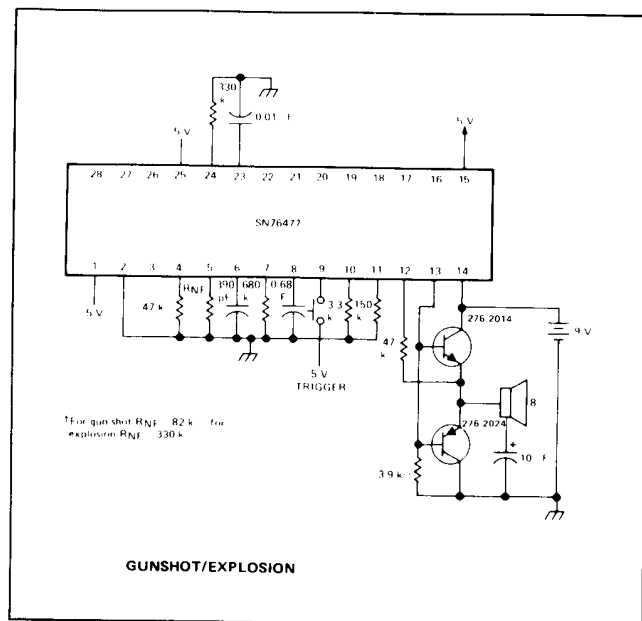 330
k
0.01 F
5 V
5 V
28 27 26 25 24 23 22 21 20 19 18 17 16 15
SN76477
1 2 3 4 5 6 7 8 9 10 11 12 13 14
5 V
47 k
RNF
390
pf
680
k
0.68
F
3.3
k
150
k
47
k
276 2014
9 V
5 V
TRIGGER
8
276 2024
†For gun shot RNF 82 k for
explosion RNF 330 k
3.9 k
+
10 F
GUNSHOT/EXPLOSION